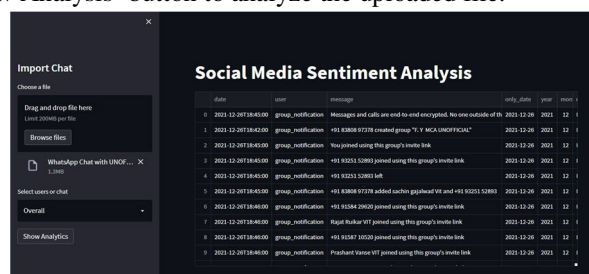 w Analysis" button to analyze the uploaded file.
Import Chat
Choose a file
Drag and drop file here
Limit 200MB per file
Browse files
WhatsApp Chat with UNOF...
1.3MB
Select users or chat
Overall
Show Analytics
Social Media Sentiment Analysis
date user message only_date year mon
0 2021-12-26T18:45:00 group_notification Messages and calls are end-to-end encrypted. No one outside of th 2021-12-26 2021 12
1 2021-12-26T18:42:00 group_notification +91 83808 97378 created group "F. Y MCA UNOFFICIAL" 2021-12-26 2021 12
2 2021-12-26T18:45:00 group_notification You joined using this group's invite link 2021-12-26 2021 12
3 2021-12-26T18:45:00 group_notification +91 93251 52893 joined using this group's invite link 2021-12-26 2021 12
4 2021-12-26T18:45:00 group_notification +91 93251 52893 left 2021-12-26 2021 12
5 2021-12-26T18:46:00 group_notification +91 83808 97378 added sachin gajalwad Vit and +91 93251 52893 2021-12-26 2021 12
6 2021-12-26T18:46:00 group_notification +91 91584 29620 joined using this group's invite link 2021-12-26 2021 12
7 2021-12-26T18:46:00 group_notification Rajat Ruikar VIT joined using this group's invite link 2021-12-26 2021 12
8 2021-12-26T18:46:00 group_notification +91 91587 10520 joined using this group's invite link 2021-12-26 2021 12
9 2021-12-26T18:46:00 group_notification Prashant Vanse VIT joined using this group's invite link 2021-12-26 2021 12